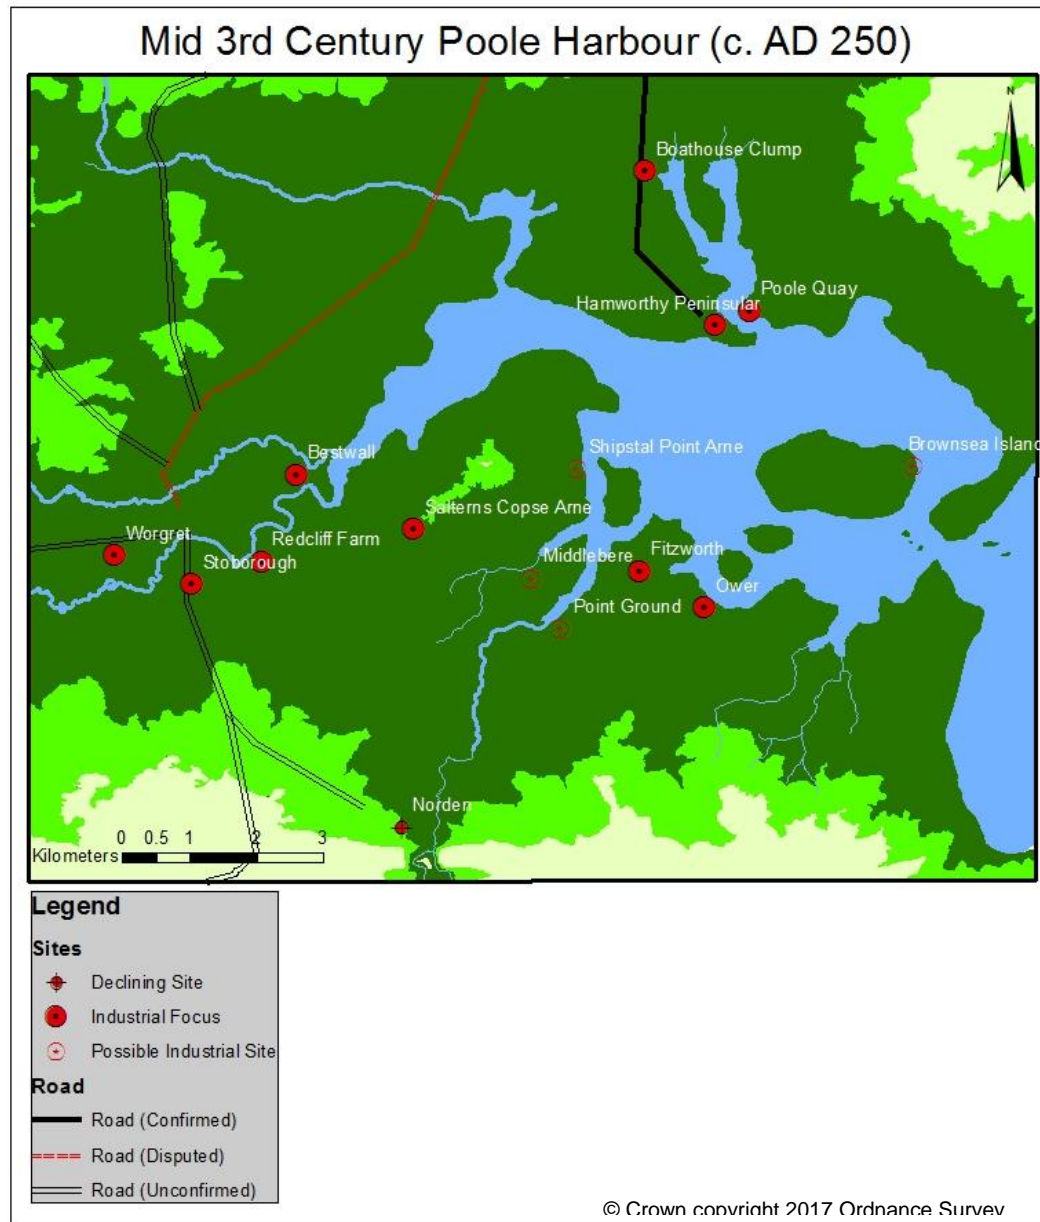 Mid 3rd Century Poole Harbour (c. AD 250)
N
Boathouse Clump
Poole Quay
Hamworthy Peninsular
Shipstal Point Arne
Brownsea Island
Bestwall
Salterns Copse Arne
Redcliff Farm
Worgret
Stoborough
Middlebere
Fitzworth
Ower
Point Ground
Norden
0 0.5 1 2 3
Kilometers
Legend
Sites
Declining Site
Industrial Focus
Possible Industrial Site
Road
Road (Confirmed)
Road (Disputed)
Road (Unconfirmed)
© Crown copyright 2017 Ordnance Survey